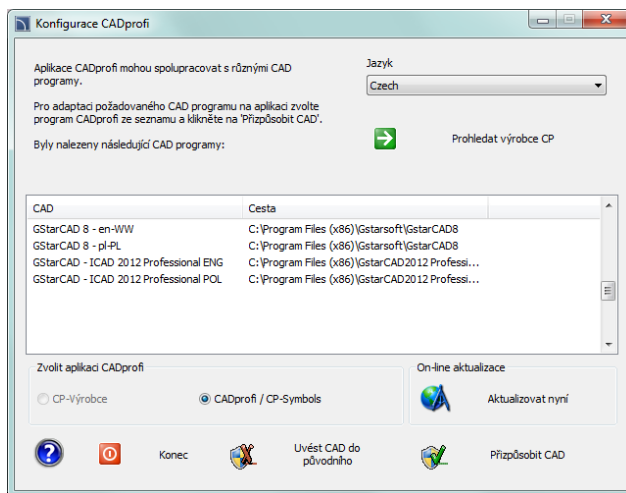 Konfigurace CADprofi
Aplikace CADprofi mohou spolupracovat s různými CAD
programy.
Pro adaptaci požadovaného CAD programu na aplikaci zvolte
program CADprofi ze seznamu a klikněte na 'Přizpůsobit CAD'.
Byly nalezeny následující CAD programy:
Jazyk
Czech
Prohledat výrobce CP
CAD Cesta
GStarCAD 8 - en-WW C:\Program Files (x86)\Gstarsoft\GstarCAD8
GStarCAD 8 - pl-PL C:\Program Files (x86)\Gstarsoft\GstarCAD8
GStarCAD - ICAD 2012 Professional ENG C:\Program Files (x86)\GstarCAD2012 Professi...
GStarCAD - ICAD 2012 Professional POL C:\Program Files (x86)\GstarCAD2012 Professi...
Zvolit aplikaci CADprofi
CP-Výrobce
CADprofi / CP-Symbols
On-line aktualizace
Aktualizovat nyní
Konec
Uvést CAD do
původního
Přizpůsobit CAD